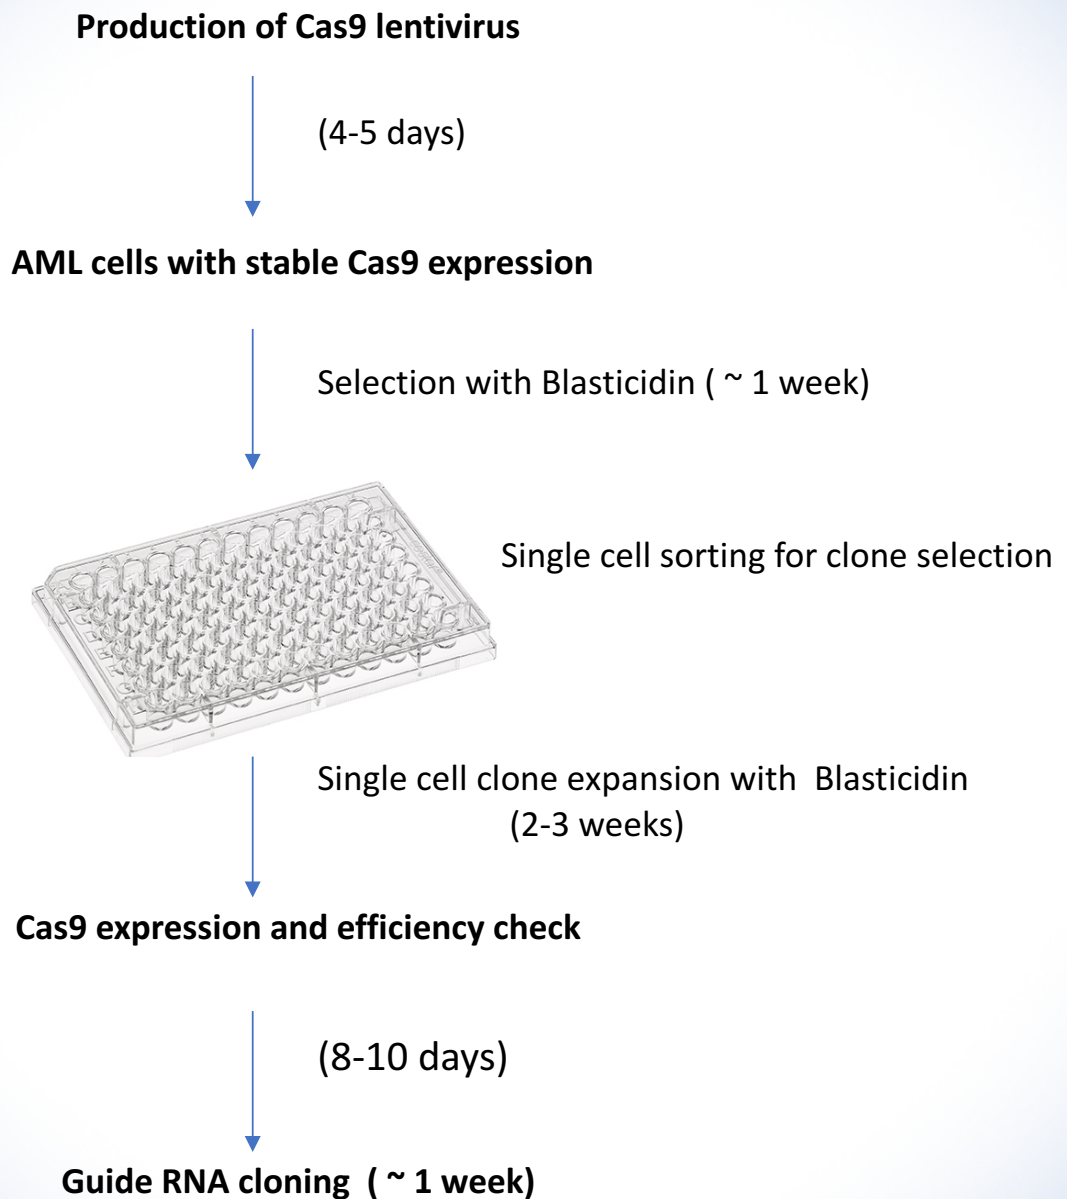 Production of Cas9 lentivirus
(4-5 days)
AML cells with stable Cas9 expression
Selection with Blasticidin ( ~ 1 week)
Single cell sorting for clone selection
Single cell clone expansion with  Blasticidin
(2-3 weeks)
Cas9 expression and efficiency check
(8-10 days)
Guide RNA cloning  ( ~ 1 week)